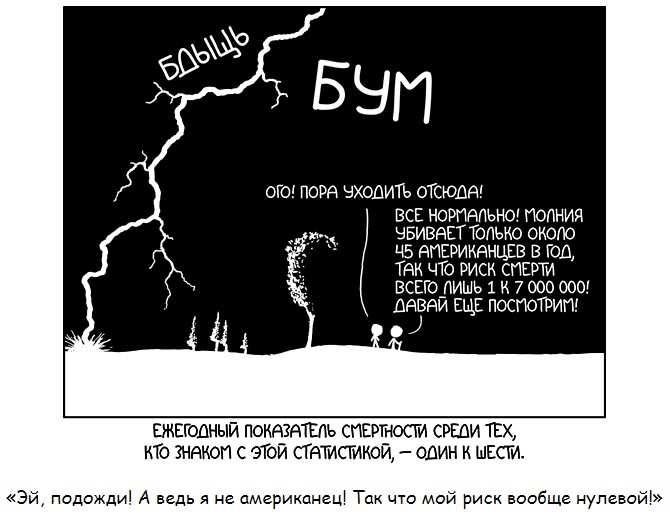 БДЫЩЬ
БУМ
ОГО! ПОРА УХОДИТЬ ОТСЮДА!
ВСЕ НОРМАЛЬНО! МОЛНИЯ
УБИВАЕТ ТОЛЬКО ОКОЛО
45 АМЕРИКАНЦЕВ В ГОД,
ТАК ЧТО РИСК СМЕРТИ
ВСЕГО ЛИШЬ 1 К 7 000 000!
ДАВАЙ ЕЩЕ ПОСМОТРИМ!
ЕЖЕГОДНЫЙ ПОКАЗАТЕЛЬ СМЕРТНОСТИ СРЕДИ ТЕХ,
КТО ЗНАКОМ С ЭТОЙ СТАТИСТИКОЙ, – ОДИН К ШЕСТИ.
«Эй, подожди! А ведь я не американец! Так что мой риск вообще нулевой!»